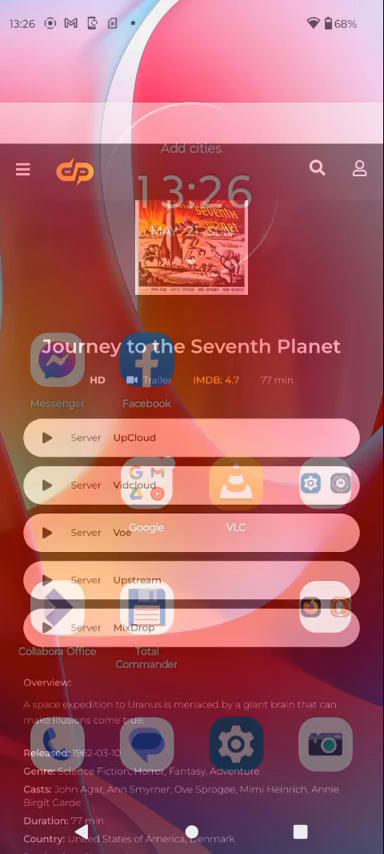 13:26
68%
Add cities
dp
13:26
SEVENTH
PLANET
Journey to the Seventh Planet
HD Trailer IMDB: 4.7 77 min
Messenger Facebook
Server UpCloud
Server Vidcloud
Google VLC
Server Voe
Server Upstream
Server MixDrop
Collabora Office Total
Commander
Overview:
A space expedition to Uranus is menaced by a giant brain that can
make illusions come true.
Released: 1962-03-10
Genre: Science Fiction, Horror, Fantasy, Adventure
Casts: John Agar, Ann Smyrner, Ove Sprogøe, Mimi Heinrich, Annie
Birgit Garde
Duration: 77 min
Country: United States of America, Denmark